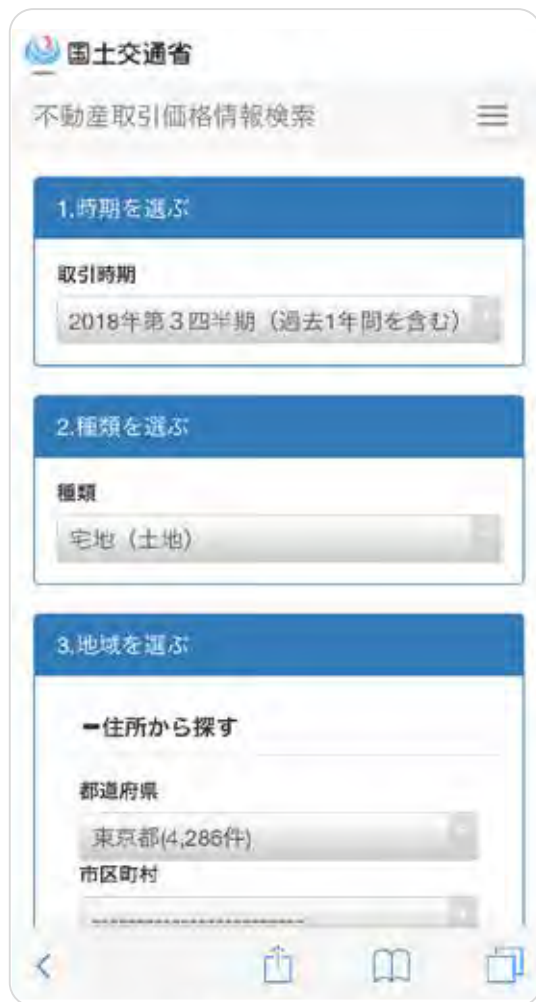 国土交通省
不動産取引価格情報検索
1.時期を選ぶ
取引時期
2018年第3四半期（過去1年間を含む）
2.種類を選ぶ
種類
宅地（土地）
3.地域を選ぶ
ー住所から探す
都道府県
東京都(4,286件)
市区町村
------------------------